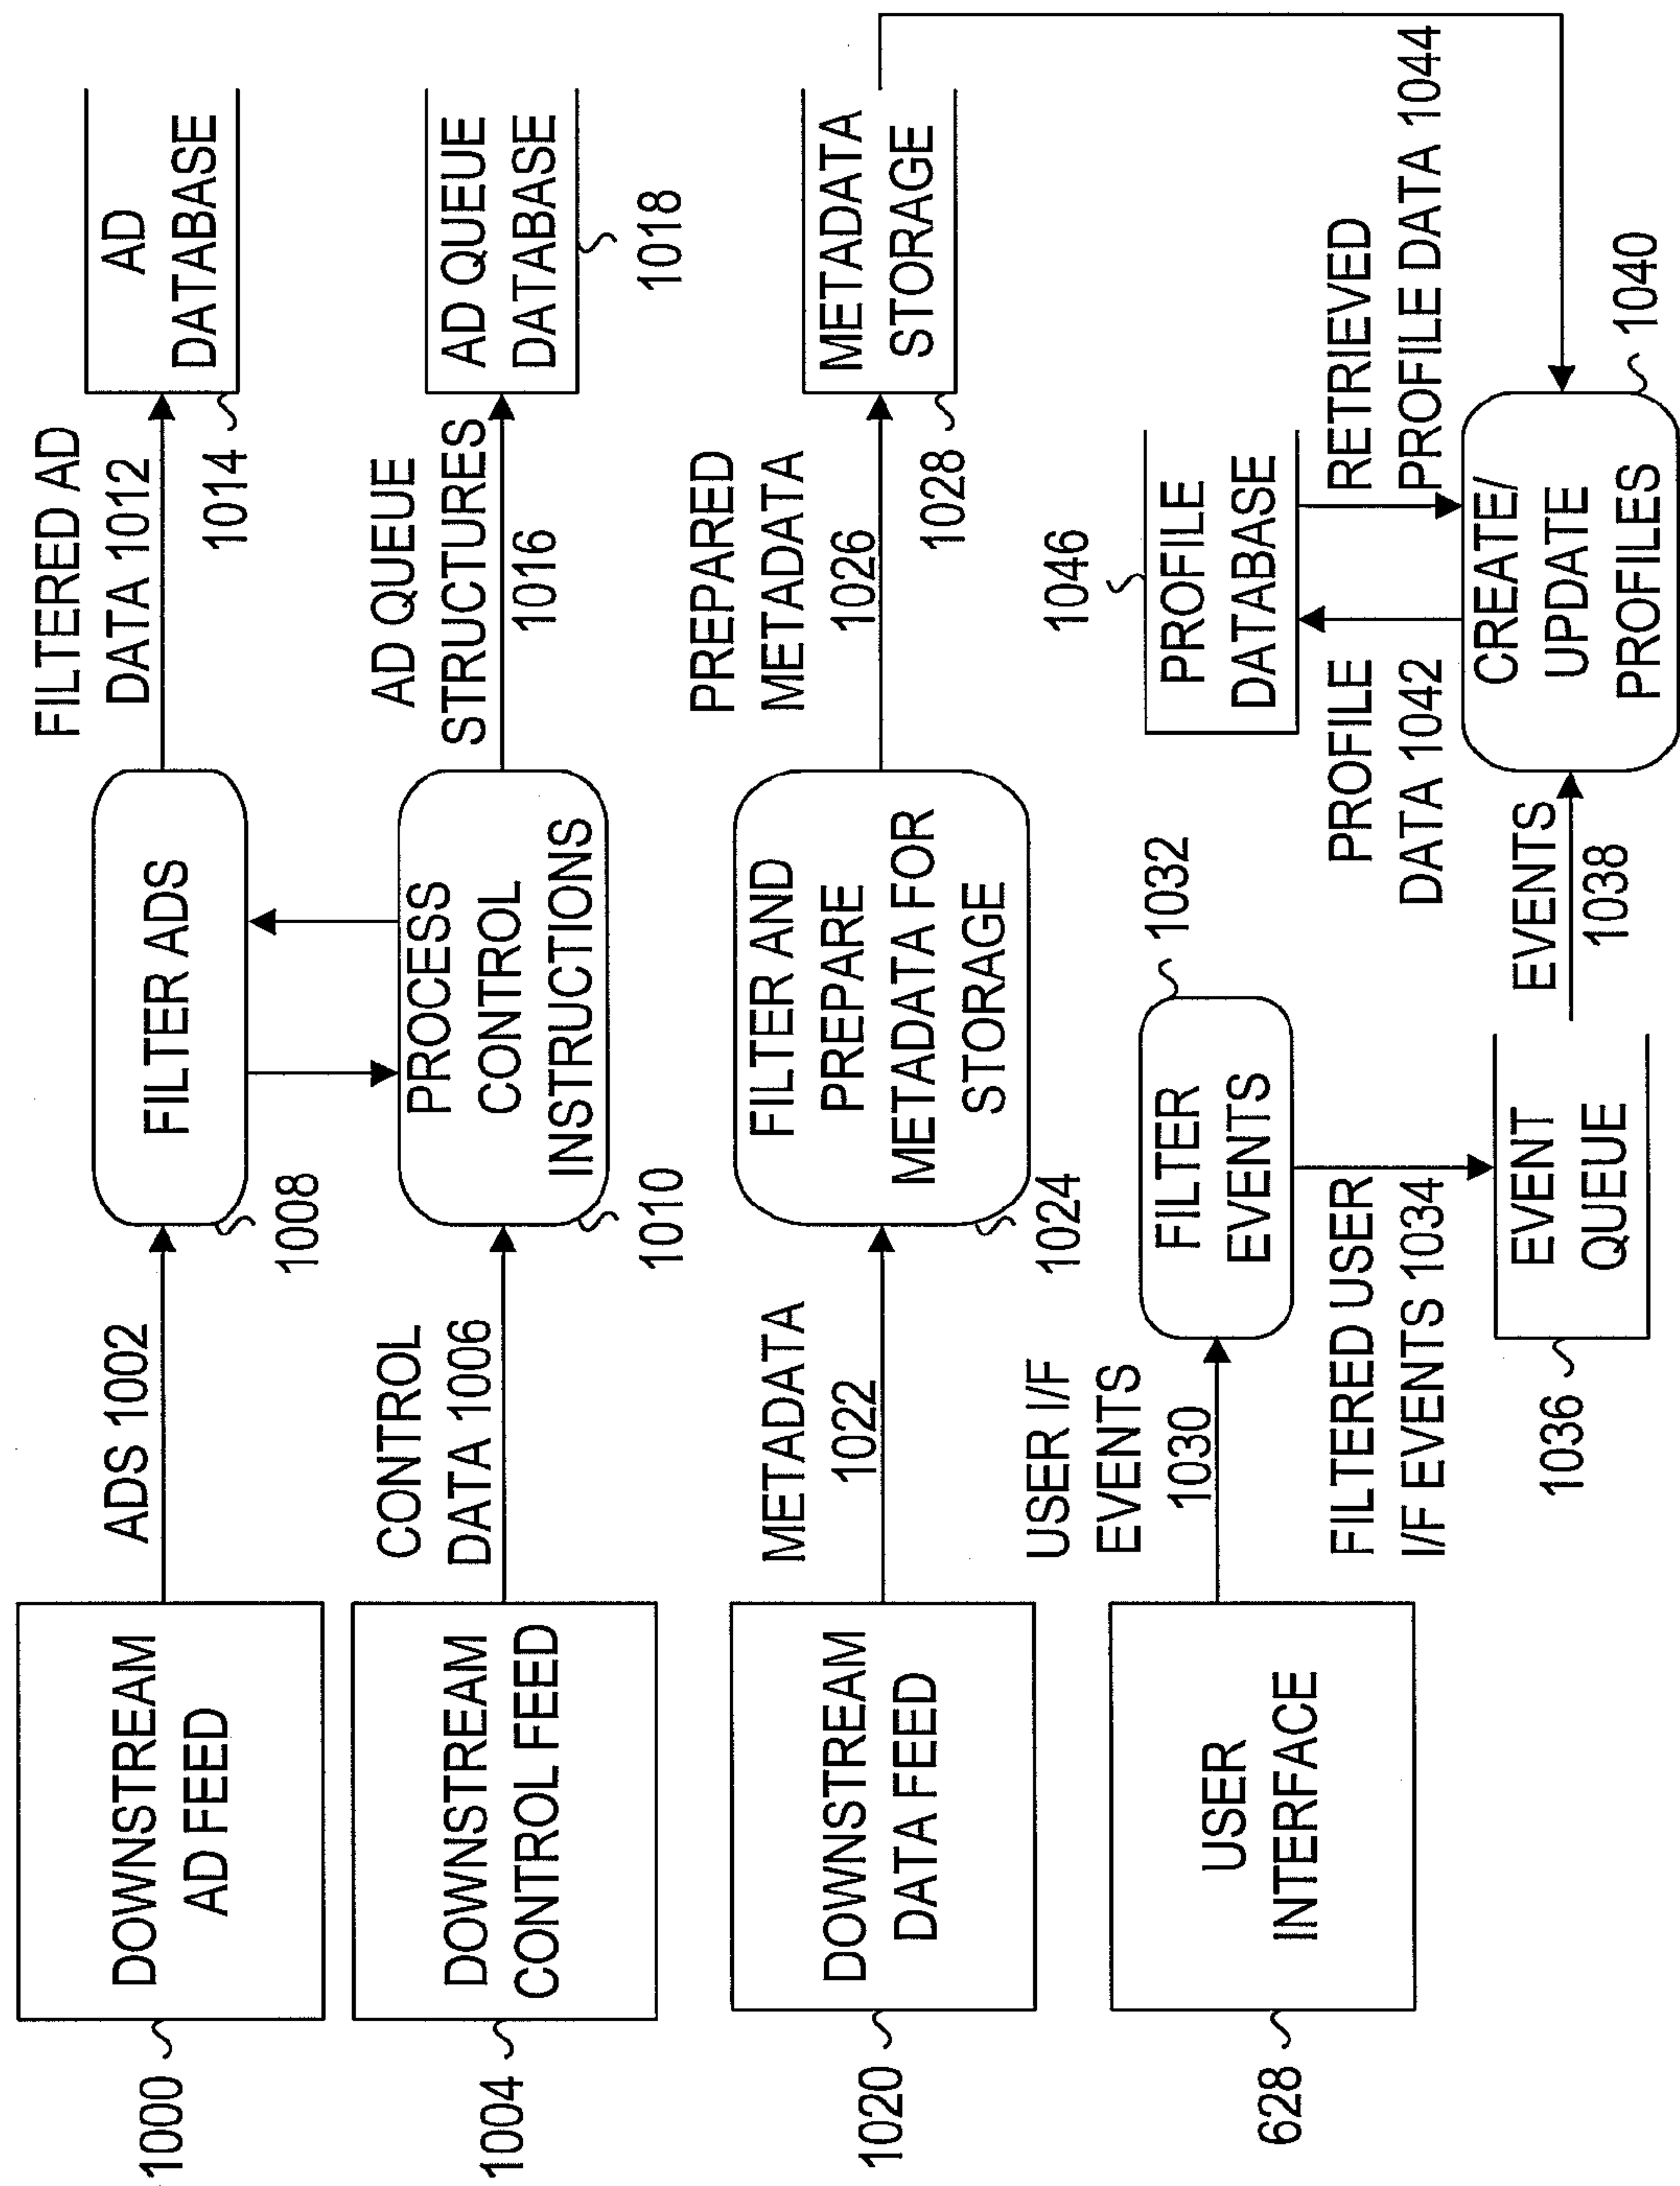 1000
DOWNSTREAM
AD FEED
ADS 1002
1008
FILTER ADS
FILTERED AD
DATA 1012
1014
AD
DATABASE
1004
DOWNSTREAM
CONTROL FEED
CONTROL
DATA 1006
1010
PROCESS
CONTROL
INSTRUCTIONS
AD QUEUE
STRUCTURES
1016
AD QUEUE
DATABASE
1018
1020
DOWNSTREAM
DATA FEED
METADATA
1022
1024
FILTER AND
PREPARE
METADATA FOR
STORAGE
PREPARED
METADATA
1026
1028
METADATA
STORAGE
628
USER
INTERFACE
USER I/F
EVENTS
1030
FILTER
EVENTS
1032
FILTERED USER
I/F EVENTS 1034
1036
EVENT
QUEUE
EVENTS
1038
1046
PROFILE
DATABASE
PROFILE
DATA 1042
RETRIEVED
PROFILE DATA 1044
CREATE/
UPDATE
PROFILES
1040